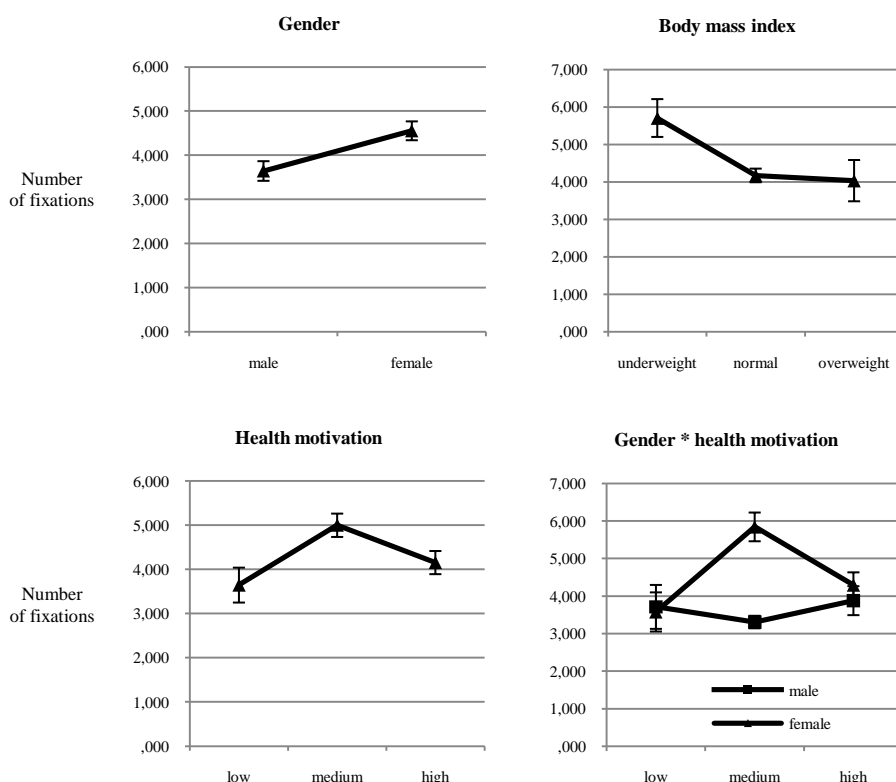 Gender
6,000
5,000
4,000
3,000
2,000
1,000
,000
Number
of fixations
male female
Body mass index
7,000
6,000
5,000
4,000
3,000
2,000
1,000
,000
underweight normal overweight
Health motivation
6,000
5,000
4,000
3,000
2,000
1,000
,000
Number
of fixations
low medium high
Gender * health motivation
7,000
6,000
5,000
4,000
3,000
2,000
1,000
,000
male
female
low medium high